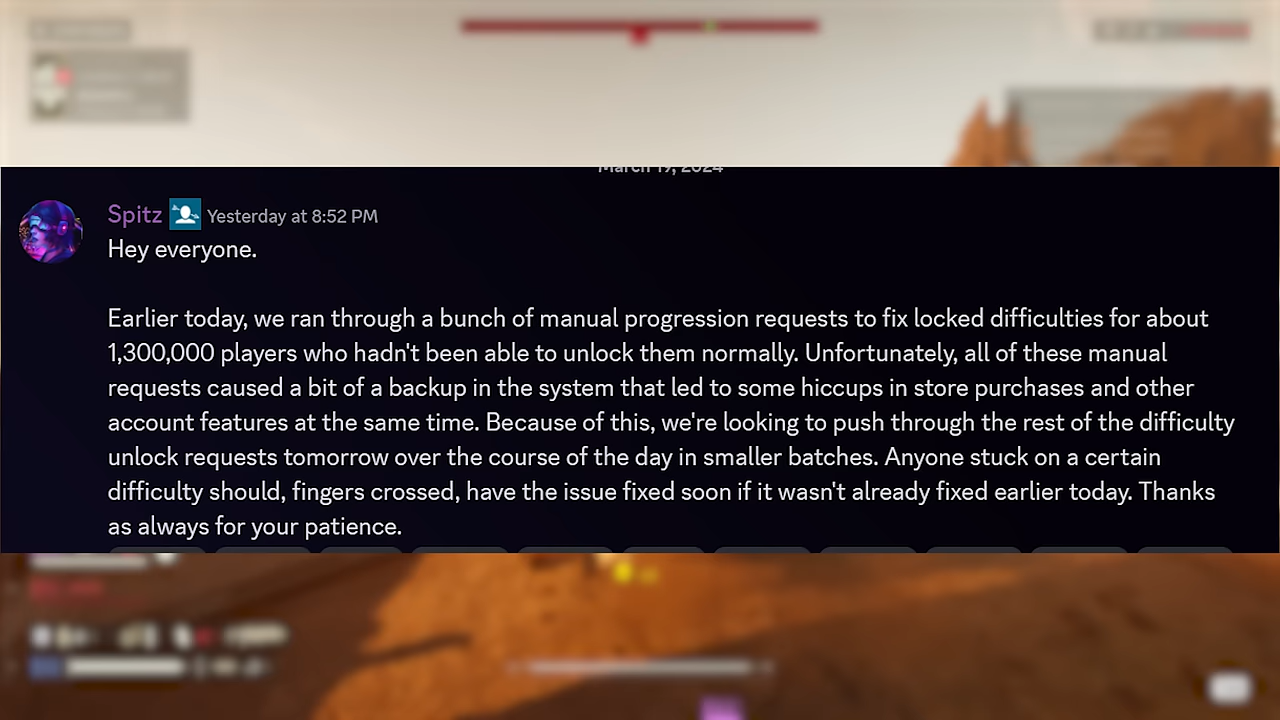 March 19, 2024
Spitz Yesterday at 8:52 PM
Hey everyone.
Earlier today, we ran through a bunch of manual progression requests to fix locked difficulties for about
1,300,000 players who hadn't been able to unlock them normally. Unfortunately, all of these manual
requests caused a bit of a backup in the system that led to some hiccups in store purchases and other
account features at the same time. Because of this, we're looking to push through the rest of the difficulty
unlock requests tomorrow over the course of the day in smaller batches. Anyone stuck on a certain
difficulty should, fingers crossed, have the issue fixed soon if it wasn't already fixed earlier today. Thanks
as always for your patience.